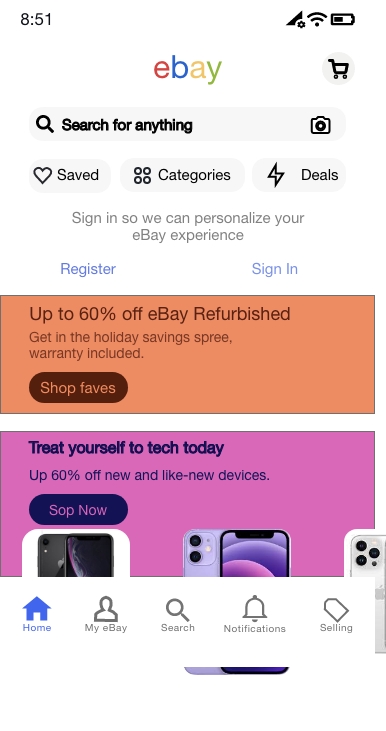 8:51
ebay
Search for anything
Saved
Categories
Deals
Sign in so we can personalize your
eBay experience
Register
Sign In
Up to 60% off eBay Refurbished
Get in the holiday savings spree,
warranty included.
Shop faves
Treat yourself to tech today
Up 60% off new and like-new devices.
Sop Now
Home
My eBay
Search
Notifications
Selling